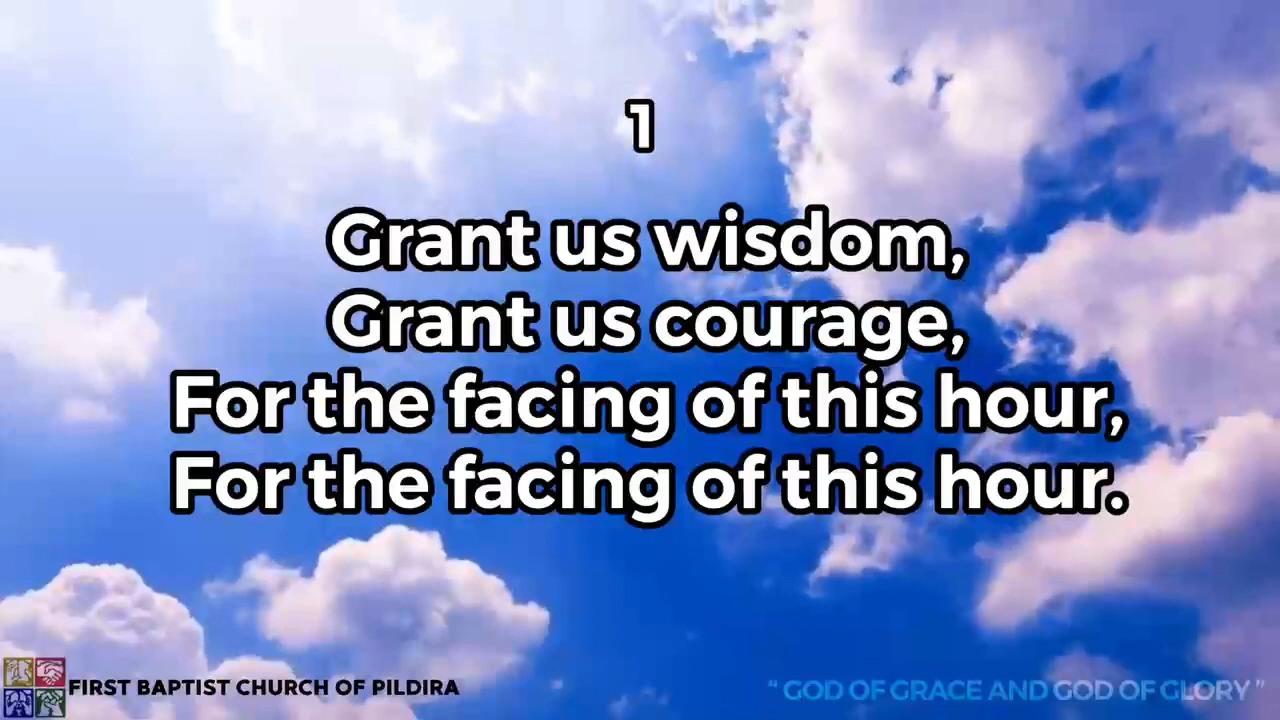 1
Grant us wisdom,
Grant us courage,
For the facing of this hour,
For the facing of this hour.
FIRST BAPTIST CHURCH OF PILDIRA
“ GOD OF GRACE AND GOD OF GLORY ”